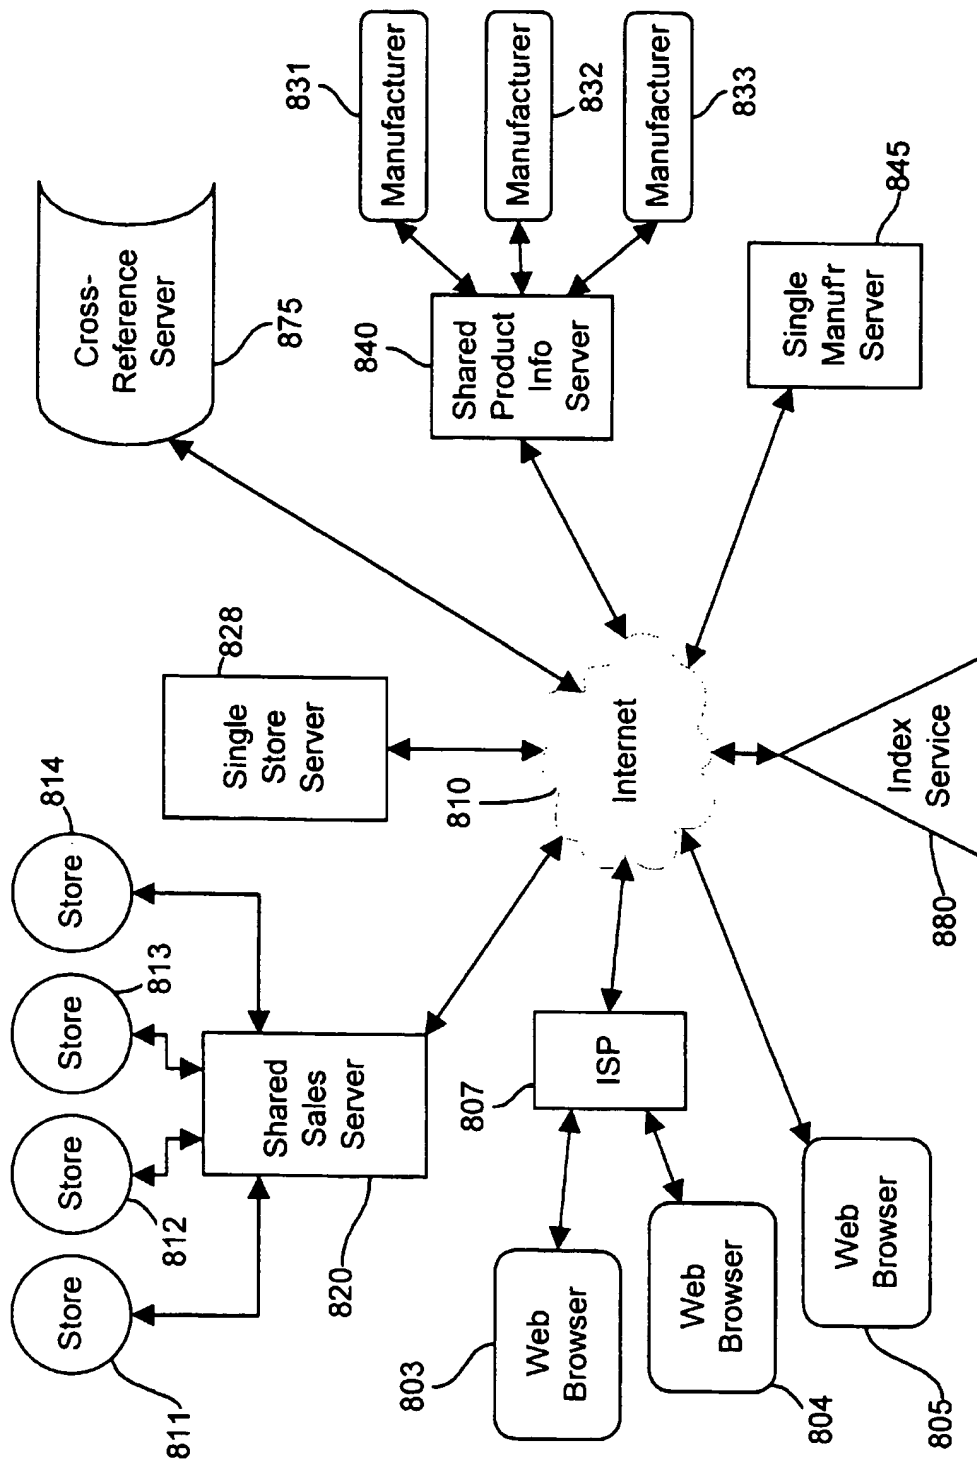 811
Store
812
Store
813
Store
814
Store
820
Shared
Sales
Server
828
Single
Store
Server
875
Cross-
Reference
Server
803
Web
Browser
807
ISP
810
Internet
840
Shared
Product
Info
Server
831
Manufacturer
832
Manufacturer
833
Manufacturer
804
Web
Browser
805
Web
Browser
880
Index
Service
845
Single
Manuf'r
Server